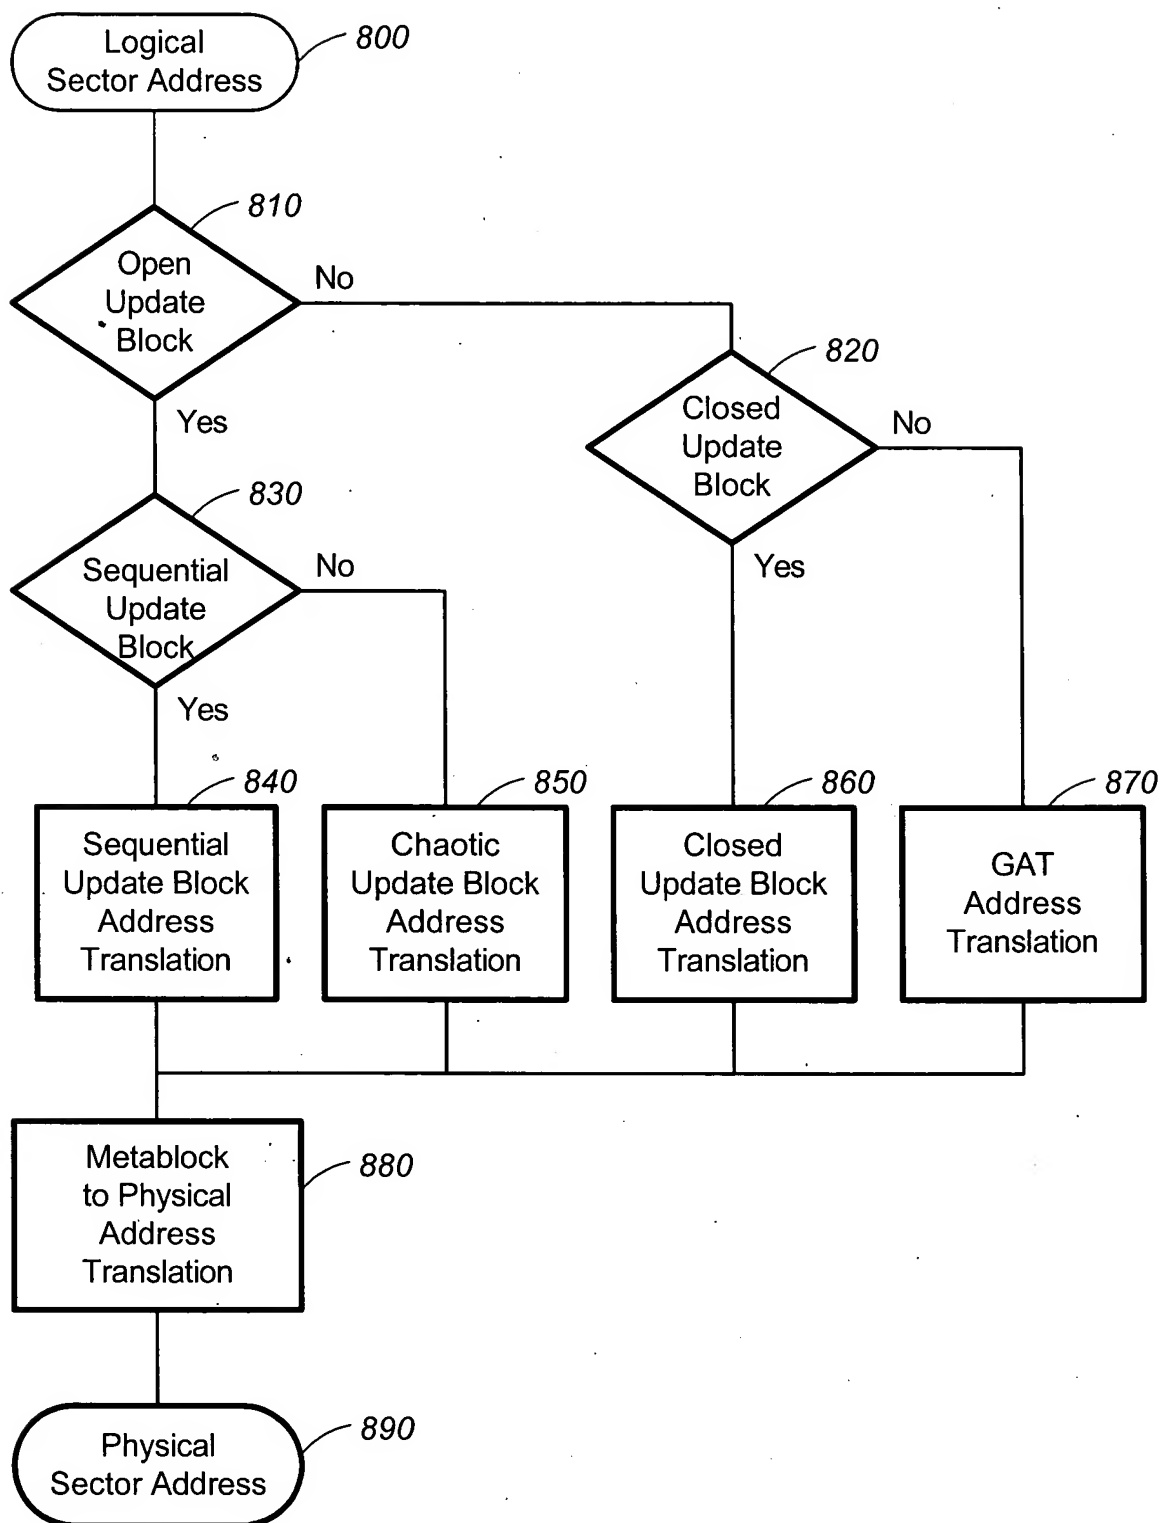 Logical
Sector Address
800
810
Open
Update
Block
No
Yes
820
Closed
Update
Block
No
Yes
830
Sequential
Update
Block
No
Yes
840
Sequential
Update Block
Address
Translation
850
Chaotic
Update Block
Address
Translation
860
Closed
Update Block
Address
Translation
870
GAT
Address
Translation
Metablock
to Physical
Address
Translation
880
Physical
Sector Address
890